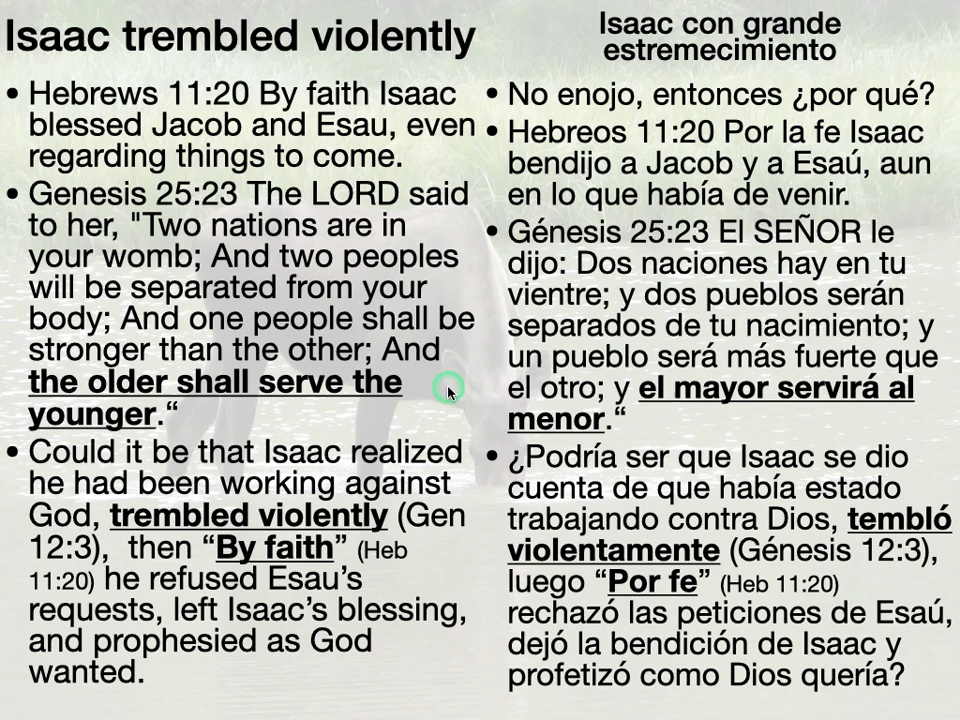 Isaac trembled violently
• Hebrews 11:20 By faith Isaac
blessed Jacob and Esau, even
regarding things to come.
• Genesis 25:23 The LORD said
to her, "Two nations are in
your womb; And two peoples
will be separated from your
body; And one people shall be
stronger than the other; And
the older shall serve the
younger.“
• Could it be that Isaac realized
he had been working against
God, trembled violently (Gen
12:3),  then “By faith” (Heb
11:20) he refused Esau’s
requests, left Isaac’s blessing,
and prophesied as God
wanted.
Isaac con grande
estremecimiento
• No enojo, entonces ¿por qué?
• Hebreos 11:20 Por la fe Isaac
bendijo a Jacob y a Esaú, aun
en lo que había de venir.
• Génesis 25:23 El SEÑOR le
dijo: Dos naciones hay en tu
vientre; y dos pueblos serán
separados de tu nacimiento; y
un pueblo será más fuerte que
el otro; y el mayor servirá al
menor.“
• ¿Podría ser que Isaac se dio
cuenta de que había estado
trabajando contra Dios, tembló
violentamente (Génesis 12:3),
luego “Por fe” (Heb 11:20)
rechazó las peticiones de Esaú,
dejó la bendición de Isaac y
profetizó como Dios quería?